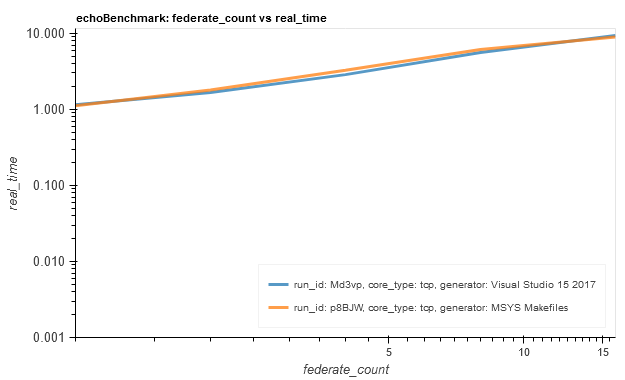 echoBenchmark: federate_count vs real_time
10.000
1.000
0.100
0.010
0.001
real_time
run_id: Md3vp, core_type: tcp, generator: Visual Studio 15 2017
run_id: p8BJW, core_type: tcp, generator: MSYS Makefiles
5
10
15
federate_count